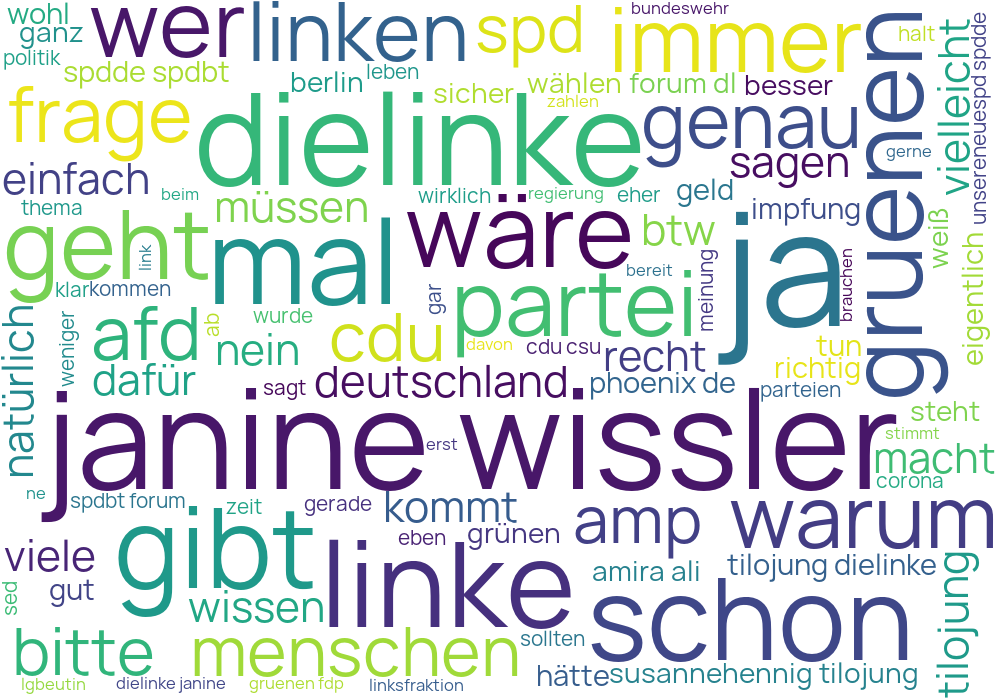 wohl
ganz
politik
wer
linken
spd
immer
bundeswehr
halt
gruenen
vielleicht
unsereneuespd spdde
spdde spdbt
berlin
leben
sicher
wählen
forum dl
besser
zahlen
frage
dielinke
genau
sagen
gerne
einfach
thema
beim
müssen
wirklich
regierung
eher
geld
impfung
weiß
geht
link
mal
wäre
btw
ja
brauchen
eigentlich
klar
kommen
gar
bereit
meinung
partei
natürlich
weniger
afd
ab
wurde
nein
cdu
davon
cdu csu
recht
tun
richtig
dafür
sagt
deutschland
phoenix de
parteien
janine wissler
erst
steht
stimmt
macht
corona
ne
spdbt forum
zeit
gerade
kommt
eben
grünen
amp
warum
viele
gibt
linke
amira ali
tilojung dielinke
tilojung
sed
gut
wissen
schon
bitte
menschen
sollten
hätte
susannehennig tilojung
lgbeutin
dielinke janine
gruenen fdp
linksfraktion